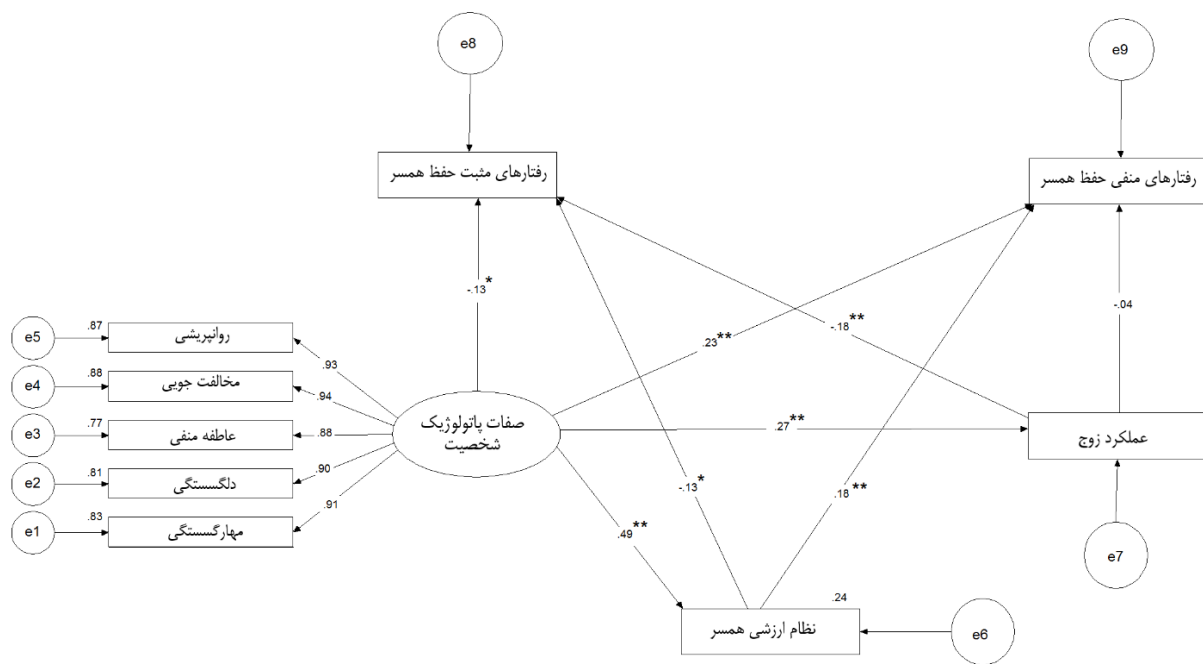 e8
e9
رفتارهای مثبت حفظ همسر
رفتارهای منفی حفظ همسر
-.13*
-.18**
-.04
.23**
e5
.87
روانپریشی
.93
e4
.88
مخالفت جویی
.94
e3
.77
عاطفه منفی
.88
e2
.81
دلگسستگی
.90
e1
.83
مهارگسستگی
.91
صفات پاتولوژیک
شخصیت
.27**
عملکرد زوج
-.13*
.18**
.49**
e7
.24
نظام ارزشی همسر
e6